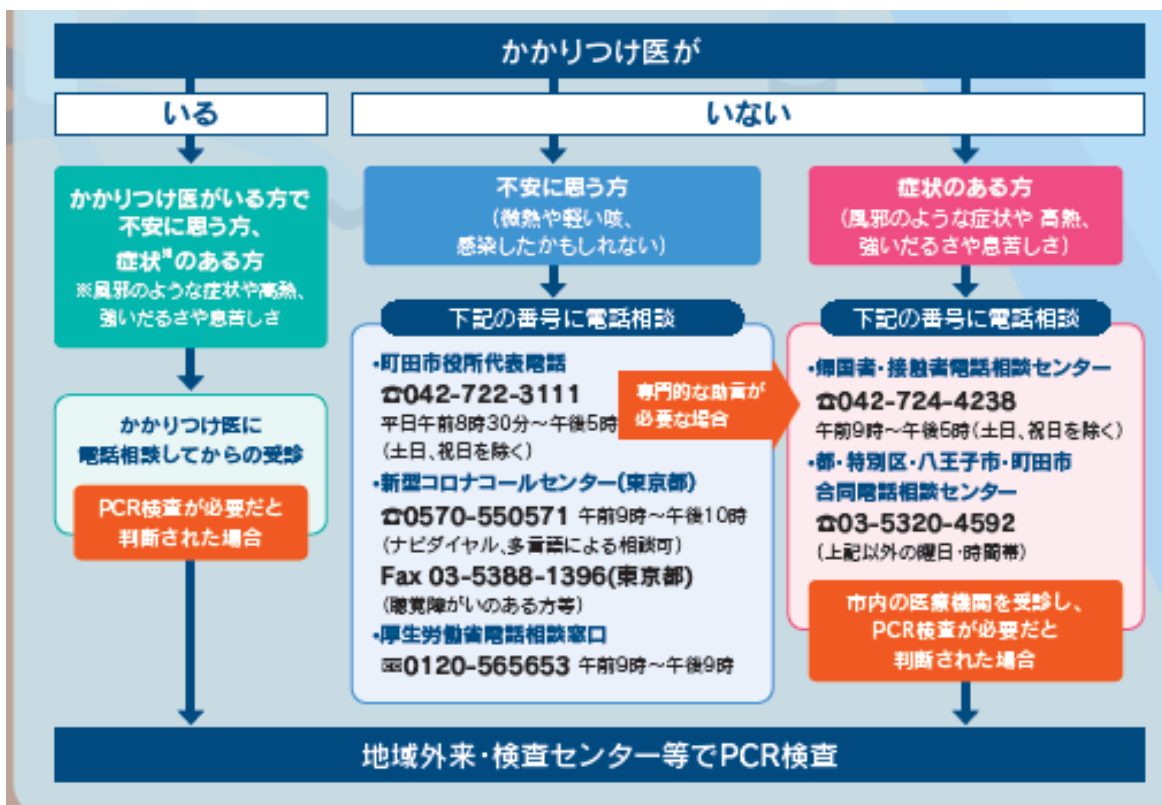 かかりつけ医が
いる
いない
かかりつけ医がいる方で
不安に思う方、
症状※のある方
※風邪のような症状や高熱、
強いだるさや息苦しさ
かかりつけ医に
電話相談してからの受診
PCR検査が必要だと
判断された場合
不安に思う方
(微熱や軽い咳、
感染したかもしれない)
下記の番号に電話相談
・町田市役所代表電話
☎042-722-3111
平日午前8時30分～午後5時
(土日、祝日を除く)
・新型コロナコールセンター(東京都)
☎0570-550571 午前9時～午後10時
(ナビダイヤル、多言語による相談可)
Fax 03-5388-1396(東京都)
(聴覚障がいのある方等)
・厚生労働省電話相談窓口
0120-565653 午前9時～午後9時
専門的な助言が
必要な場合
症状のある方
(風邪のような症状や 高熱、
強いだるさや息苦しさ)
下記の番号に電話相談
・帰国者・接触者電話相談センター
☎042-724-4238
午前9時～午後5時(土日、祝日を除く)
・都・特別区・八王子市・町田市
合同電話相談センター
☎03-5320-4592
(上記以外の曜日・時間帯)
市内の医療機関を受診し、
PCR検査が必要だと
判断された場合
地域外来・検査センター等でPCR検査